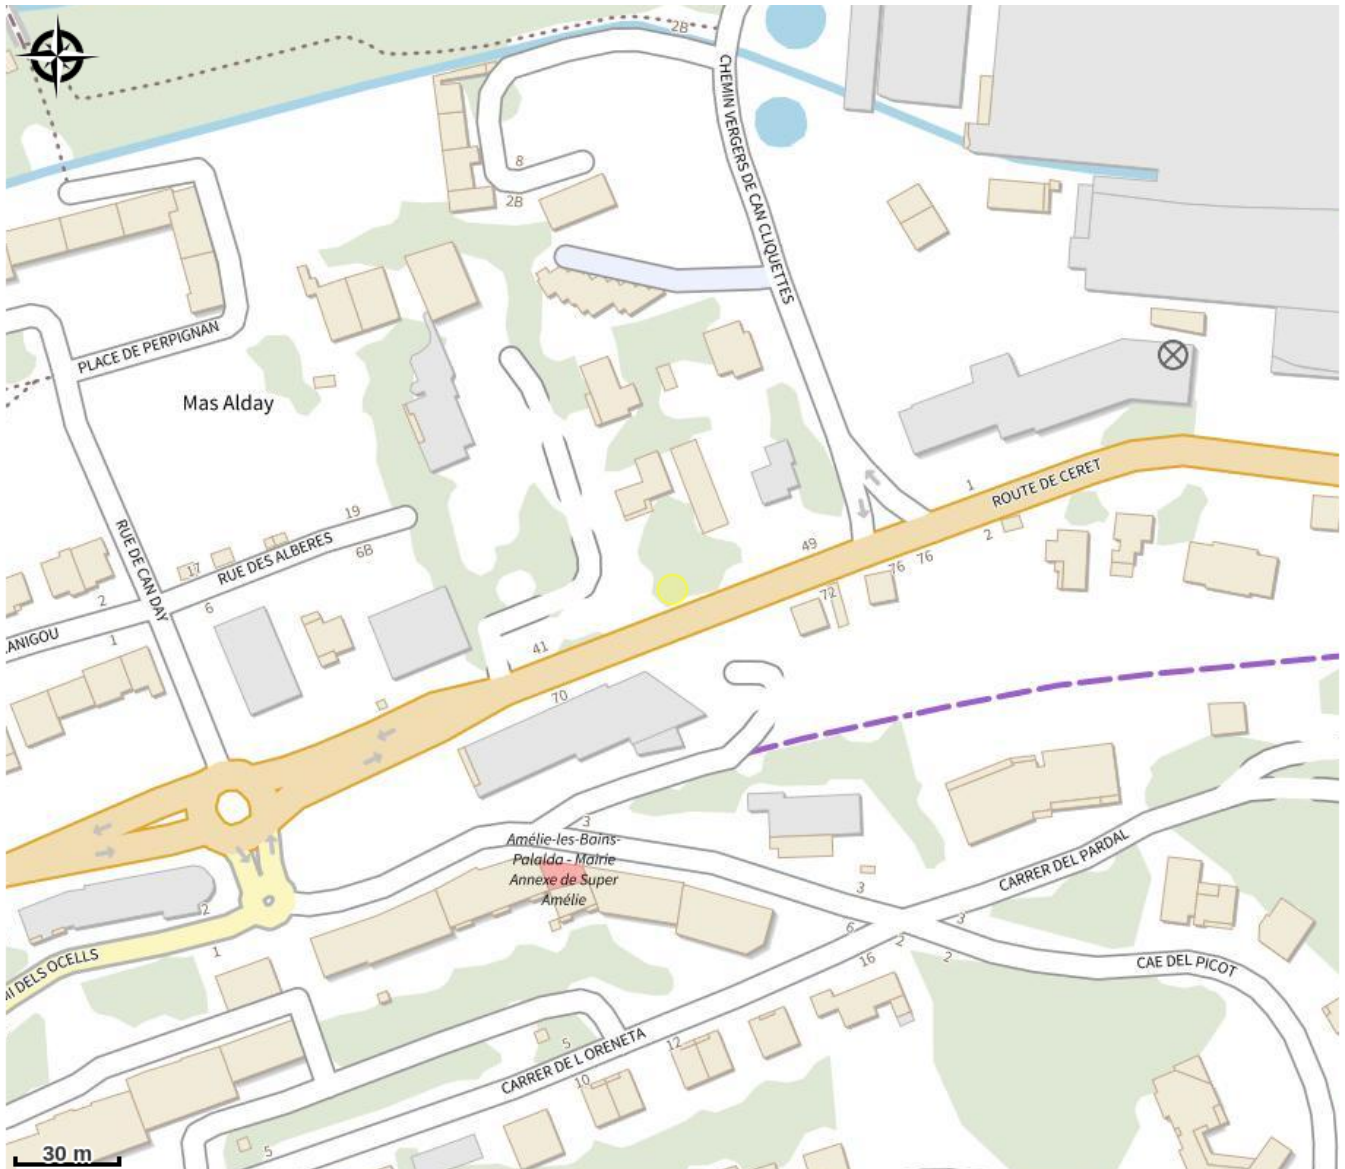 2B
CHEMIN VERGERS DE CAN CLIQUETTES
8
2B
PLACE DE PERPIGNAN
Mas Alday
ROUTE DE CERET
1
2
19
RUE DES ALBERES
6B
17
RUE DE CAN DAY
49
76
76
72
2
6
ANIGOU
1
41
70
3
Amélie-les-Bains-
Palalda - Mairie
Annexe de Super
Amélie
CARRER DEL PARDAL
3
3
2
6
2
2
16
1
CAE DEL PICOT
MI DELS OCELLS
5
12
CARRER DE L ORENETA
10
5
30 m